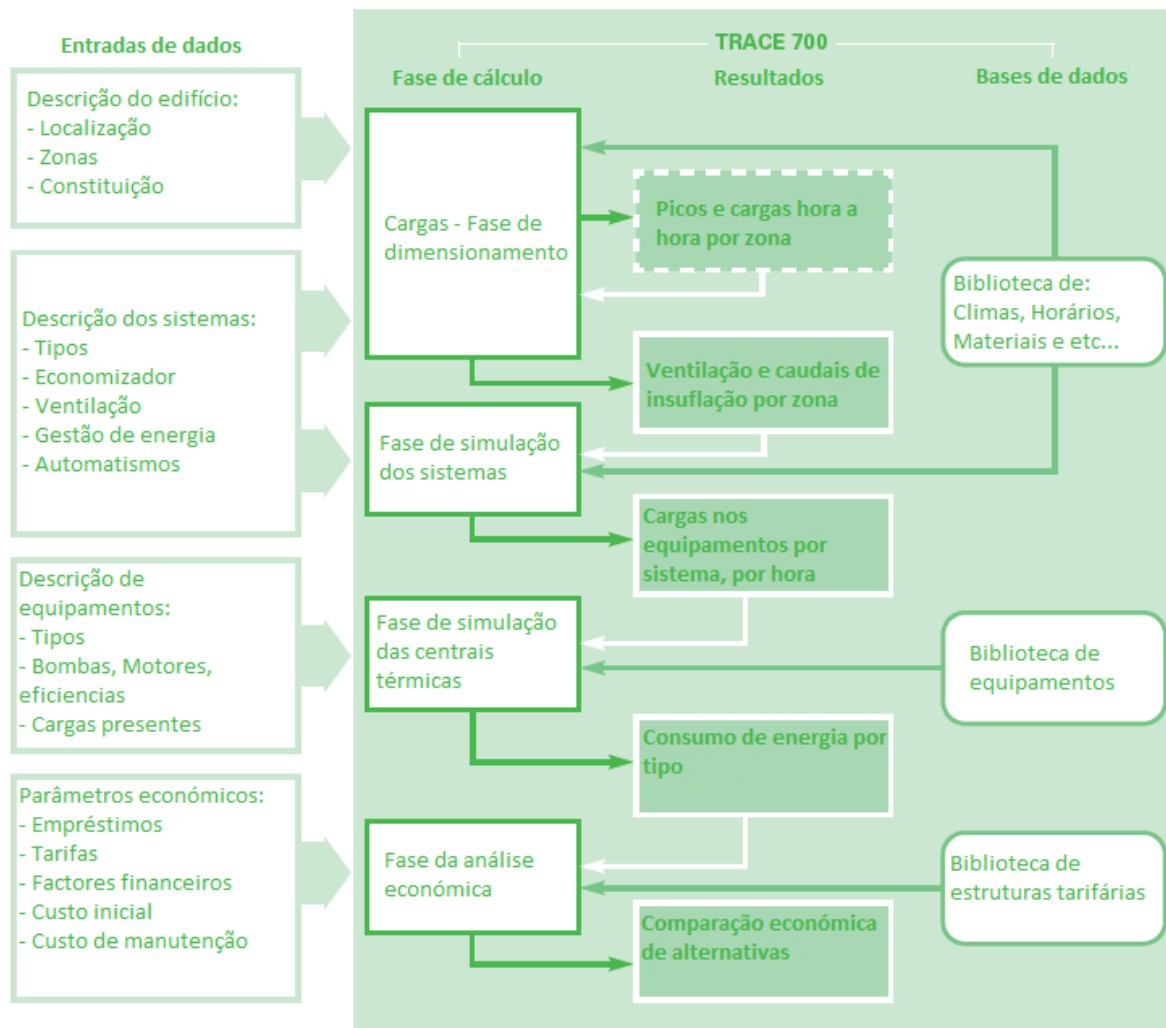 TRACE 700
Entradas de dados
Fase de cálculo
Resultados
Bases de dados
Descrição do edifício:
- Localização
- Zonas
- Constituição
Descrição dos sistemas:
- Tipos
- Economizador
- Ventilação
- Gestão de energia
- Automatismos
Descrição de
equipamentos:
- Tipos
- Bombas, Motores,
eficiencias
- Cargas presentes
Parâmetros económicos:
- Empréstimos
- Tarifas
- Factores financeiros
- Custo inicial
- Custo de manutenção
Cargas - Fase de
dimensionamento
Picos e cargas hora a
hora por zona
Ventilação e caudais de
insuflação por zona
Fase de simulação
dos sistemas
Cargas nos
equipamentos por
sistema, por hora
Fase de simulação
das centrais
térmicas
Consumo de energia por
tipo
Fase da análise
económica
Comparação económica
de alternativas
Biblioteca de:
Climas, Horários,
Materiais e etc...
Biblioteca de
equipamentos
Biblioteca de
estruturas tarifárias